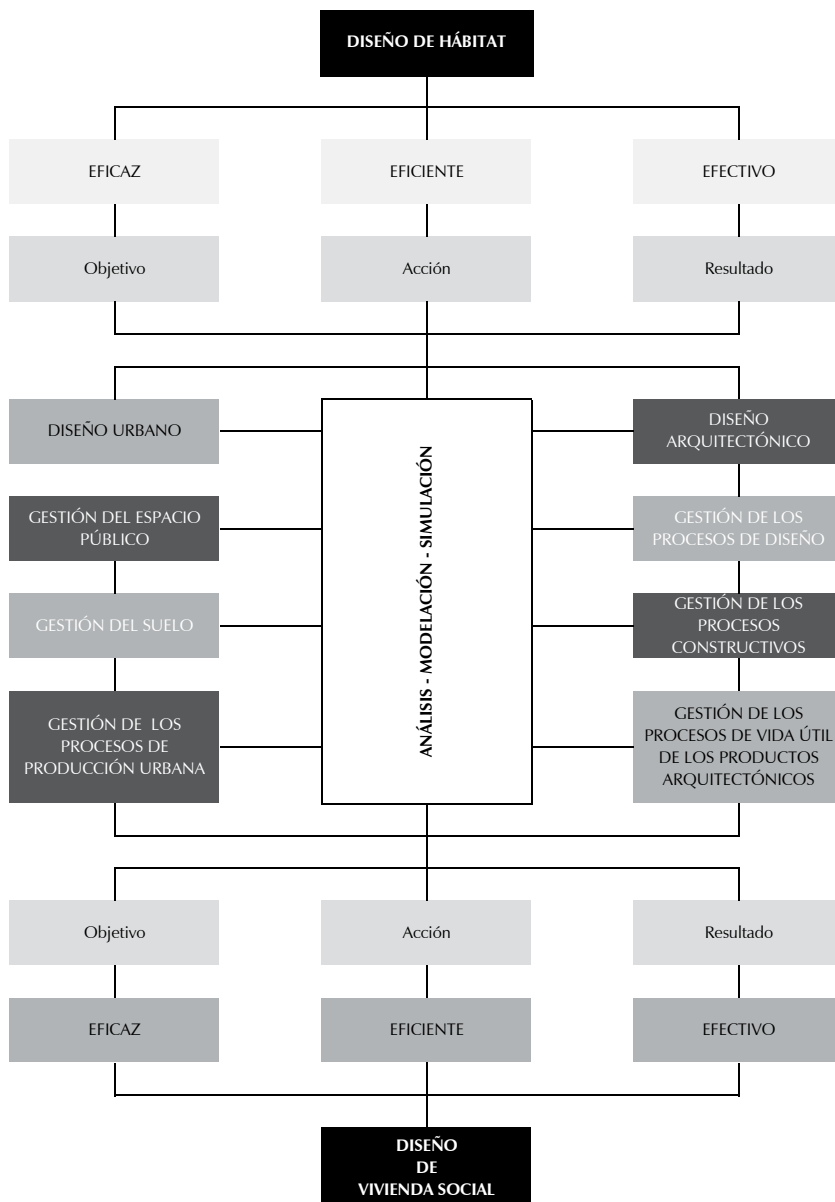 DISEÑO DE HÁBITAT
EFICAZ
EFICIENTE
EFECTIVO
Objetivo
Acción
Resultado
DISEÑO URBANO
GESTIÓN DEL ESPACIO
PÚBLICO
GESTIÓN DEL SUELO
GESTIÓN DE LOS
PROCESOS DE
PRODUCCIÓN URBANA
ANÁLISIS - MODELACIÓN - SIMULACIÓN
DISEÑO
ARQUITECTÓNICO
GESTIÓN DE LOS
PROCESOS DE DISEÑO
GESTIÓN DE LOS
PROCESOS
CONSTRUCTIVOS
GESTIÓN DE LOS
PROCESOS DE VIDA ÚTIL
DE LOS PRODUCTOS
ARQUITECTÓNICOS
Objetivo
Acción
Resultado
EFICAZ
EFICIENTE
EFECTIVO
DISEÑO
DE
VIVIENDA SOCIAL